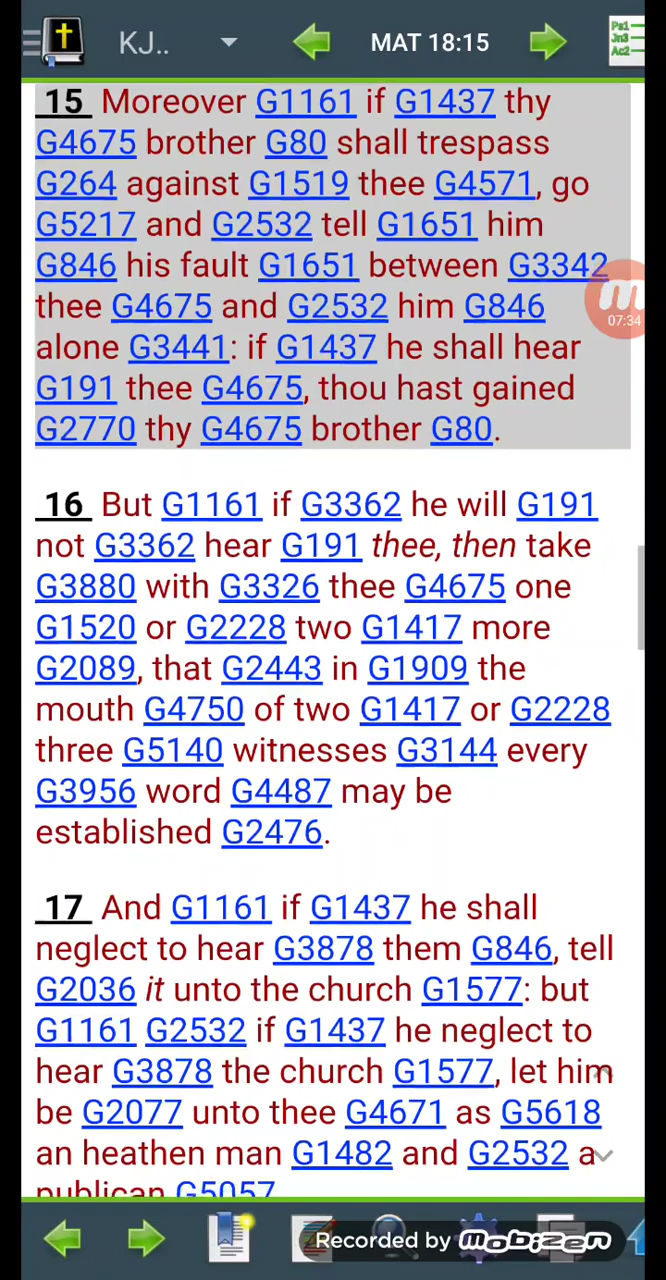 KJ..
MAT 18:15
Ps1
Jn3
Ac2
15 Moreover G1161 if G1437 thy
G4675 brother G80 shall trespass
G264 against G1519 thee G4571, go
G5217 and G2532 tell G1651 him
G846 his fault G1651 between G3342
thee G4675 and G2532 him G846
m
07:34
alone G3441: if G1437 he shall hear
G191 thee G4675, thou hast gained
G2770 thy G4675 brother G80.
16 But G1161 if G3362 he will G191
not G3362 hear G191 thee, then take
G3880 with G3326 thee G4675 one
G1520 or G2228 two G1417 more
G2089, that G2443 in G1909 the
mouth G4750 of two G1417 or G2228
three G5140 witnesses G3144 every
G3956 word G4487 may be
established G2476.
17 And G1161 if G1437 he shall
neglect to hear G3878 them G846, tell
G2036 it unto the church G1577: but
G1161 G2532 if G1437 he neglect to
hear G3878 the church G1577, let him
be G2077 unto thee G4671 as G5618
an heathen man G1482 and G2532 a
publican G5057
Recorded by mobizen